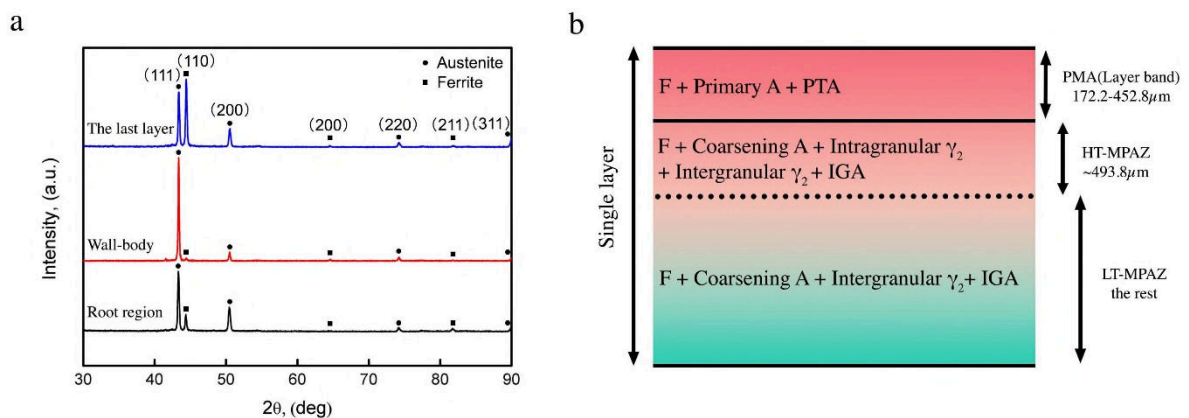 a
Intensity, (a.u.)
(111)
(110)
(200)
(200)
(220)
(211)
(311)
• Austenite
■ Ferrite
The last layer
Wall-body
Root region
30 40 50 60 70 80 90
2θ, (deg)
b
Single layer
F + Primary A + PTA
F + Coarsening A + Intragranular γ₂
+ Intergranular γ₂ + IGA
F + Coarsening A + Intergranular γ₂+ IGA
PMA(Layer band)
172.2-452.8μm
HT-MPAZ
~493.8μm
LT-MPAZ
the rest